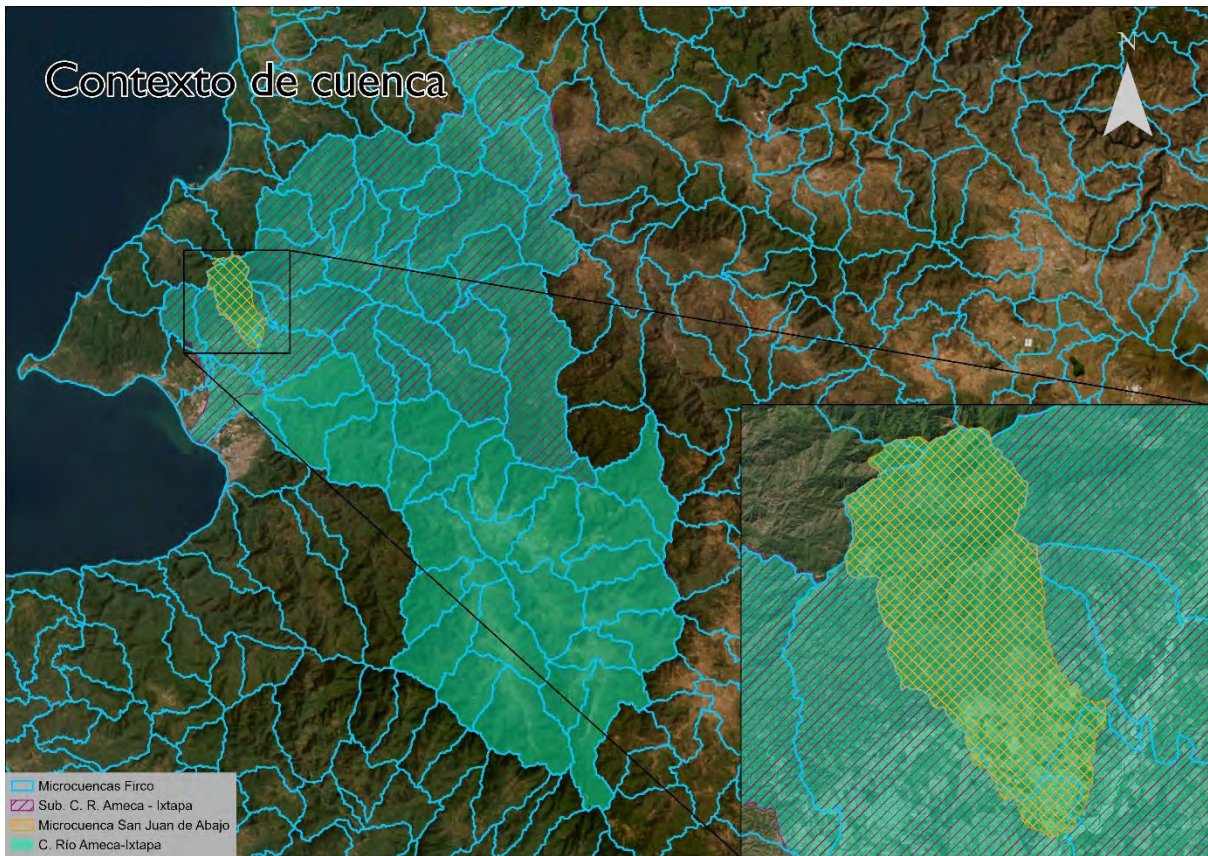 Contexto de cuenca
N
Microcuencas Firco
Sub. C. R. Ameca - Ixtapa
Microcuenca San Juan de Abajo
C. Río Ameca-Ixtapa